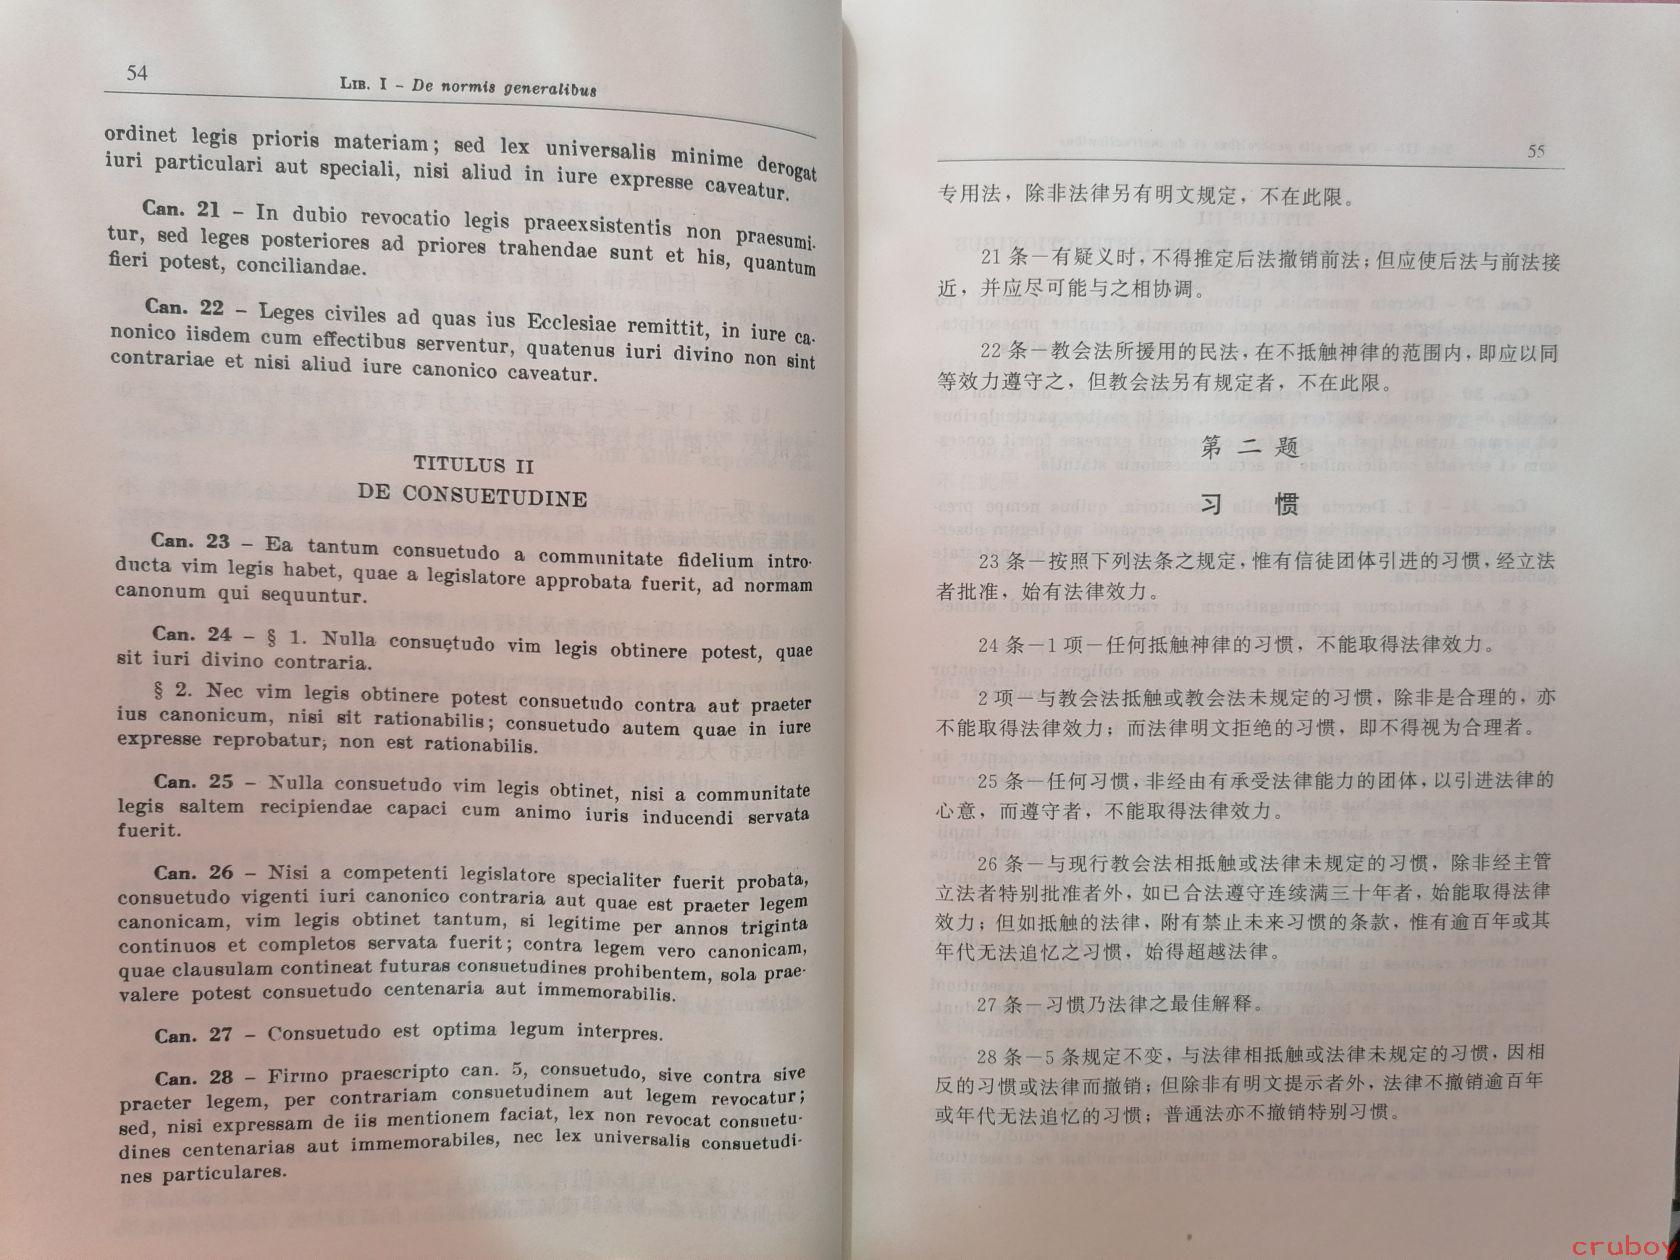 54
LIB. I – De normis generalibus
ordinet legis prioris materiam; sed lex universalis minime derogat
iuri particulari aut speciali, nisi aliud in iure expresse caveatur.
Can. 21 – In dubio revocatio legis praeexsistentis non praesumi-
tur, sed leges posteriores ad priores trahendae sunt et his, quantum
fieri potest, conciliandae.
Can. 22 – Leges civiles ad quas ius Ecclesiae remittit, in iure ca-
nonico iisdem cum effectibus serventur, quatenus iuri divino non sint
contrariae et nisi aliud iure canonico caveatur.
TITULUS II
DE CONSUETUDINE
Can. 23 – Ea tantum consuetudo a communitate fidelium intro-
ducta vim legis habet, quae a legislatore approbata fuerit, ad normam
canonum qui sequuntur.
Can. 24 – § 1. Nulla consuetudo vim legis obtinere potest, quae
sit iuri divino contraria.
§ 2. Nec vim legis obtinere potest consuetudo contra aut praeter
ius canonicum, nisi sit rationabilis; consuetudo autem quae in iure
expresse reprobatur, non est rationabilis.
Can. 25 – Nulla consuetudo vim legis obtinet, nisi a communitate
legis saltem recipiendae capaci cum animo iuris inducendi servata
fuerit.
Can. 26 – Nisi a competenti legislatore specialiter fuerit probata,
consuetudo vigenti iuri canonico contraria aut quae est praeter legem
canonicam, vim legis obtinet tantum, si legitime per annos triginta
continuos et completos servata fuerit; contra legem vero canonicam,
quae clausulam contineat futuras consuetudines prohibentem, sola prae-
valere potest consuetudo centenaria aut immemorabilis.
Can. 27 – Consuetudo est optima legum interpres.
Can. 28 – Firmo praescripto can. 5, consuetudo, sive contra sive
praeter legem, per contrariam consuetudinem aut legem revocatur;
sed, nisi expressam de iis mentionem faciat, lex non revocat consuetu-
dines centenarias aut immemorabiles, nec lex universalis consuetudi-
nes particulares.
55
专用法，除非法律另有明文规定，不在此限。
21 条－有疑义时，不得推定后法撤销前法；但应使后法与前法接
近，并应尽可能与之相协调。
22 条－教会法所援用的民法，在不抵触神律的范围内，即应以同
等效力遵守之，但教会法另有规定者，不在此限。
第 二 题
习 惯
23 条－按照下列法条之规定，惟有信徒团体引进的习惯，经立法
者批准，始有法律效力。
24 条－1 项－任何抵触神律的习惯，不能取得法律效力。
2 项－与教会法抵触或教会法未规定的习惯，除非是合理的，亦
不能取得法律效力；而法律明文拒绝的习惯，即不得视为合理者。
25 条－任何习惯，非经由有承受法律能力的团体，以引进法律的
心意，而遵守者，不能取得法律效力。
26 条－与现行教会法相抵触或法律未规定的习惯，除非经主管
立法者特别批准者外，如已合法遵守连续满三十年者，始能取得法律
效力；但如抵触的法律，附有禁止未来习惯的条款，惟有逾百年或其
年代无法追忆之习惯，始得超越法律。
27 条－习惯乃法律之最佳解释。
28 条－5 条规定不变，与法律相抵触或法律未规定的习惯，因相
反的习惯或法律而撤销；但除非有明文提示者外，法律不撤销逾百年
或年代无法追忆的习惯；普通法亦不撤销特别习惯。
cruboy